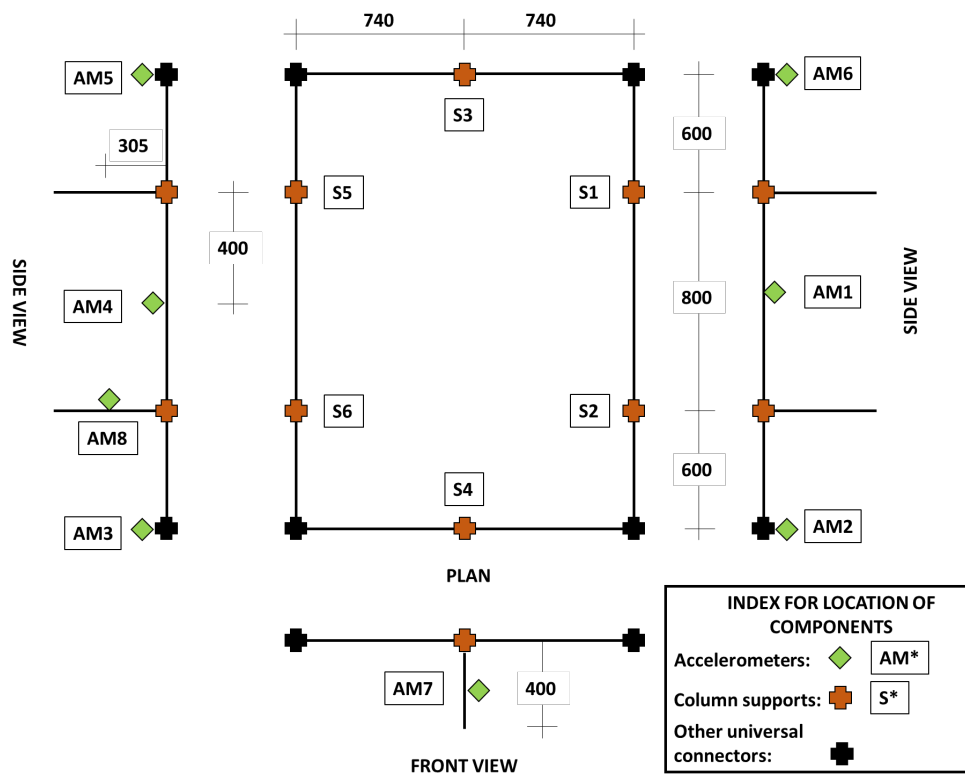 740
740
AM5
AM6
S3
600
305
S5
S1
400
SIDE VIEW
AM4
800
AM1
SIDE VIEW
S6
S2
AM8
600
S4
AM3
AM2
PLAN
AM7
400
FRONT VIEW
INDEX FOR LOCATION OF
COMPONENTS
Accelerometers:
AM*
Column supports:
S*
Other universal
connectors: